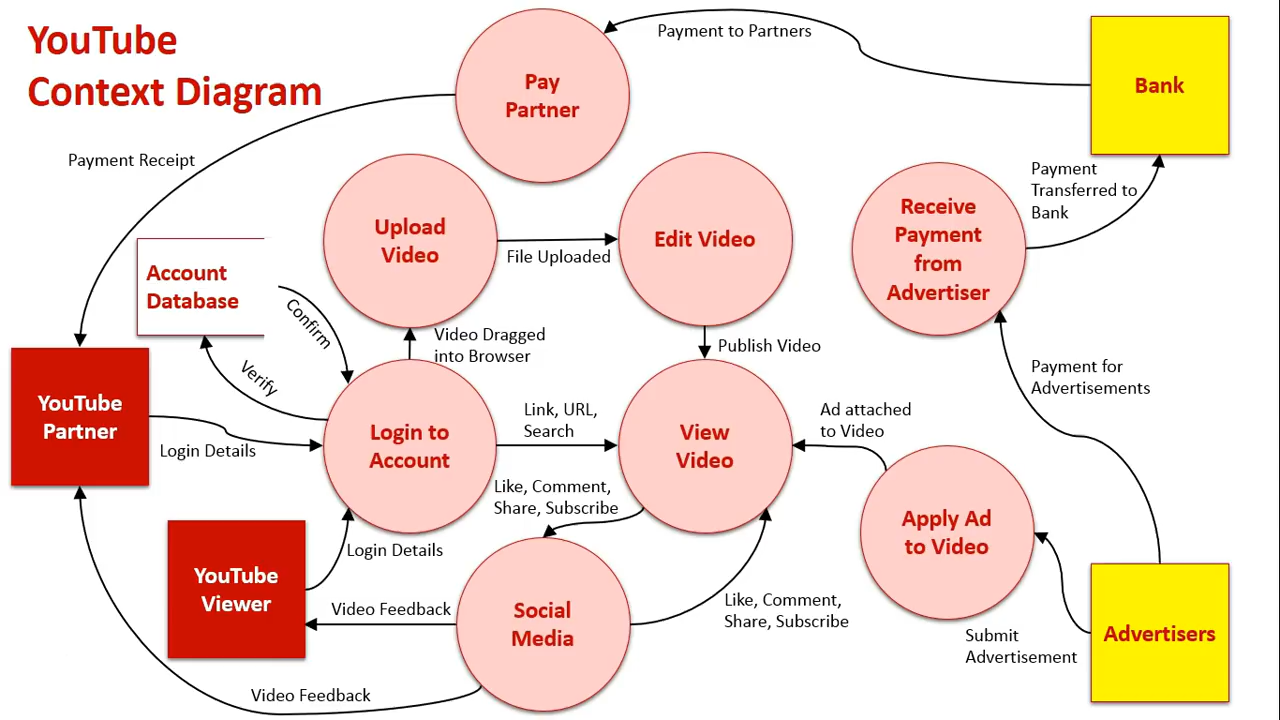 YouTube
Context Diagram
Payment to Partners
Bank
Pay
Partner
Payment Receipt
Payment
Transferred to
Bank
Upload
Video
File Uploaded
Edit Video
Receive
Payment
from
Advertiser
Account
Database
Confirm
Verify
Video Dragged
into Browser
Publish Video
Payment for
Advertisements
YouTube
Partner
Login Details
Login to
Account
Link, URL,
Search
View
Video
Ad attached
to Video
Like, Comment,
Share, Subscribe
Apply Ad
to Video
Login Details
YouTube
Viewer
Video Feedback
Social
Media
Like, Comment,
Share, Subscribe
Submit
Advertisement
Advertisers
Video Feedback